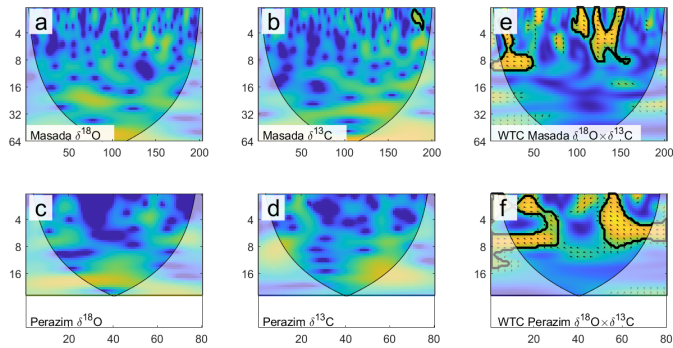 a
4
8
16
32
64
Masada δ18O
50 100 150 200
b
4
8
16
32
64
Masada δ13C
50 100 150 200
e
4
8
16
32
64
WTC Masada δ18O×δ13C
50 100 150 200
c
4
8
16
Perazim δ18O
20 40 60 80
d
4
8
16
Perazim δ13C
20 40 60 80
f
4
8
16
WTC Perazim δ18O×δ13C
20 40 60 80